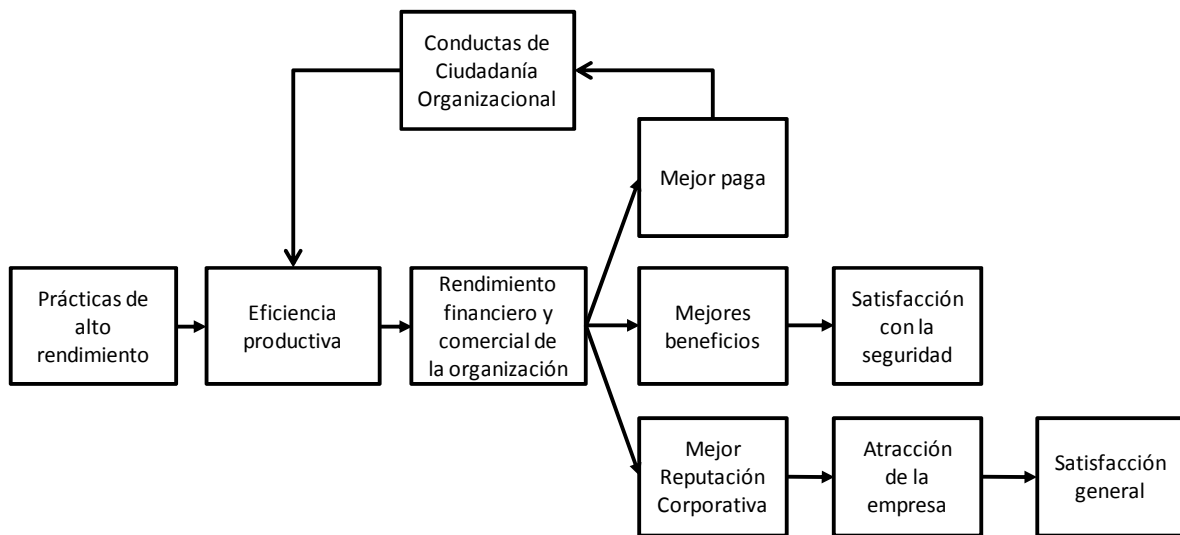 Conductas de
Ciudadanía
Organizacional
Mejor paga
Prácticas de
alto
rendimiento
Eficiencia
productiva
Rendimiento
financiero y
comercial de
la organización
Mejores
beneficios
Satisfacción
con la
seguridad
Mejor
Reputación
Corporativa
Atracción
de la
empresa
Satisfacción
general